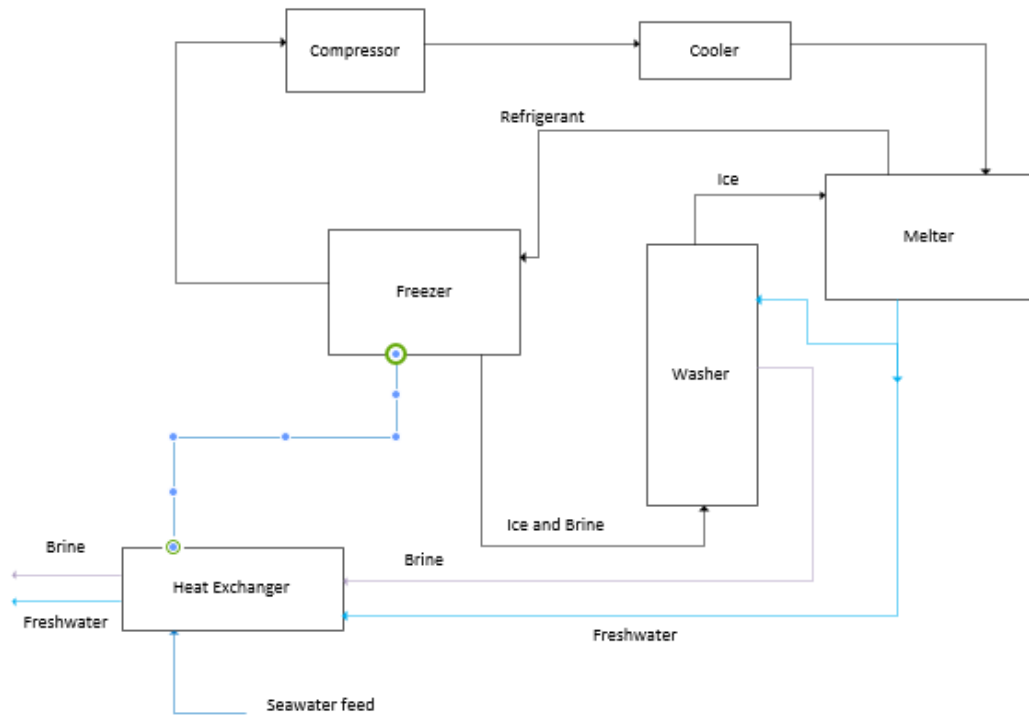 Compressor
Cooler
Refrigerant
Ice
Melter
Freezer
Washer
Ice and Brine
Brine
Brine
Heat Exchanger
Freshwater
Freshwater
Seawater feed